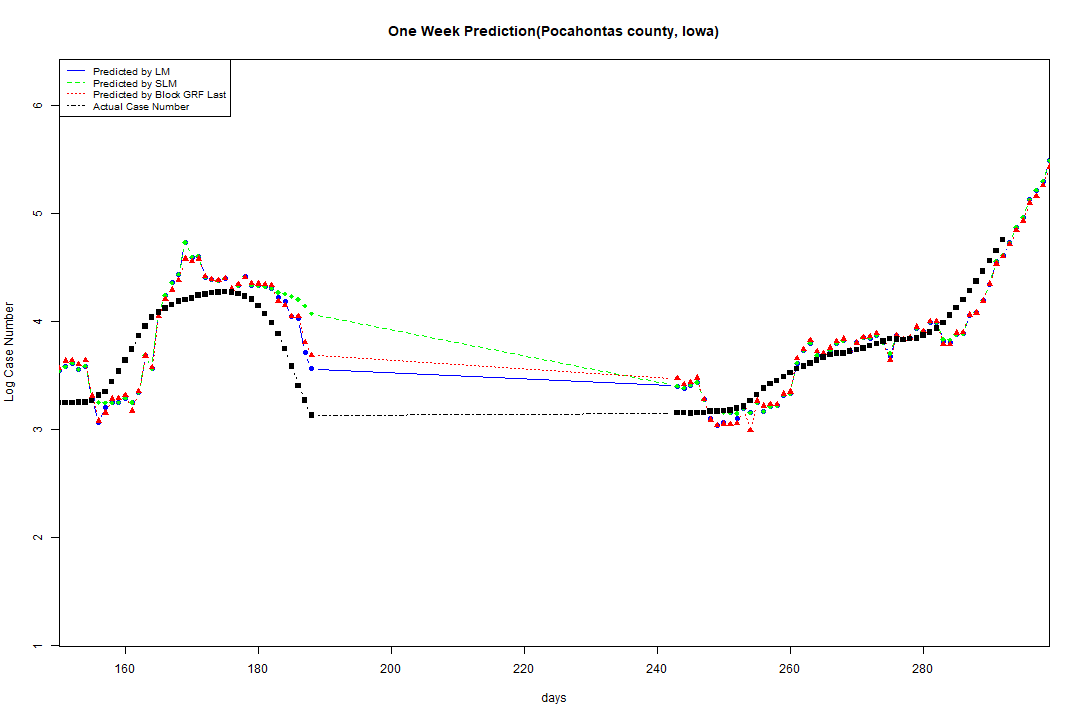 One Week Prediction(Pocahontas county, Iowa)
Predicted by LM
Predicted by SLM
Predicted by Block GRF Last
Actual Case Number
Log Case Number
6
5
4
3
2
1
160 180 200 220 240 260 280
days